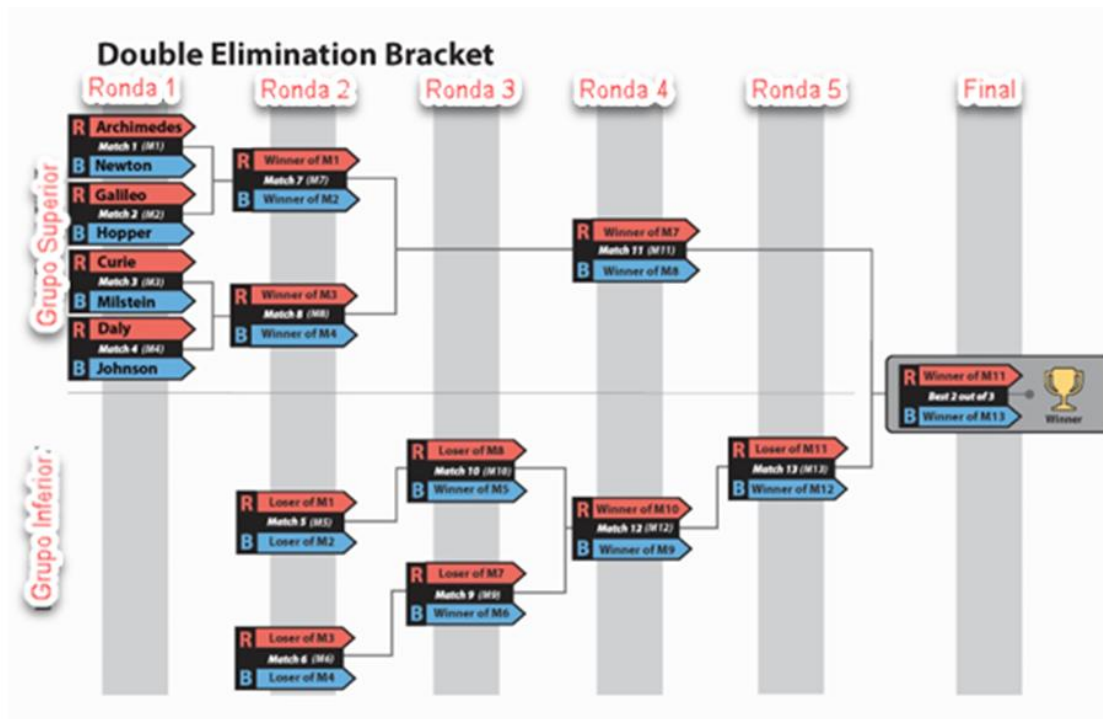 Double Elimination Bracket
Ronda 1
Ronda 2
Ronda 3
Ronda 4
Ronda 5
Final
Grupo Superior
R Archimedes
Match 1 (M1)
B Newton
R Galileo
Match 2 (M2)
B Hopper
R Curie
Match 3 (M3)
B Milstein
R Daly
Match 4 (M4)
B Johnson
R Winner of M1
Match 7 (M7)
B Winner of M2
R Winner of M3
Match 8 (M8)
B Winner of M4
R Winner of M7
Match 11 (M11)
B Winner of M8
R Winner of M11
Best 2 out of 3
B Winner of M13
Winner
Grupo Inferior
R Loser of M1
Match 5 (M5)
B Loser of M2
R Loser of M3
Match 6 (M6)
B Loser of M4
R Loser of M8
Match 10 (M10)
B Winner of M5
R Loser of M7
Match 9 (M9)
B Winner of M6
R Winner of M10
Match 12 (M12)
B Winner of M9
R Loser of M11
Match 13 (M13)
B Winner of M12